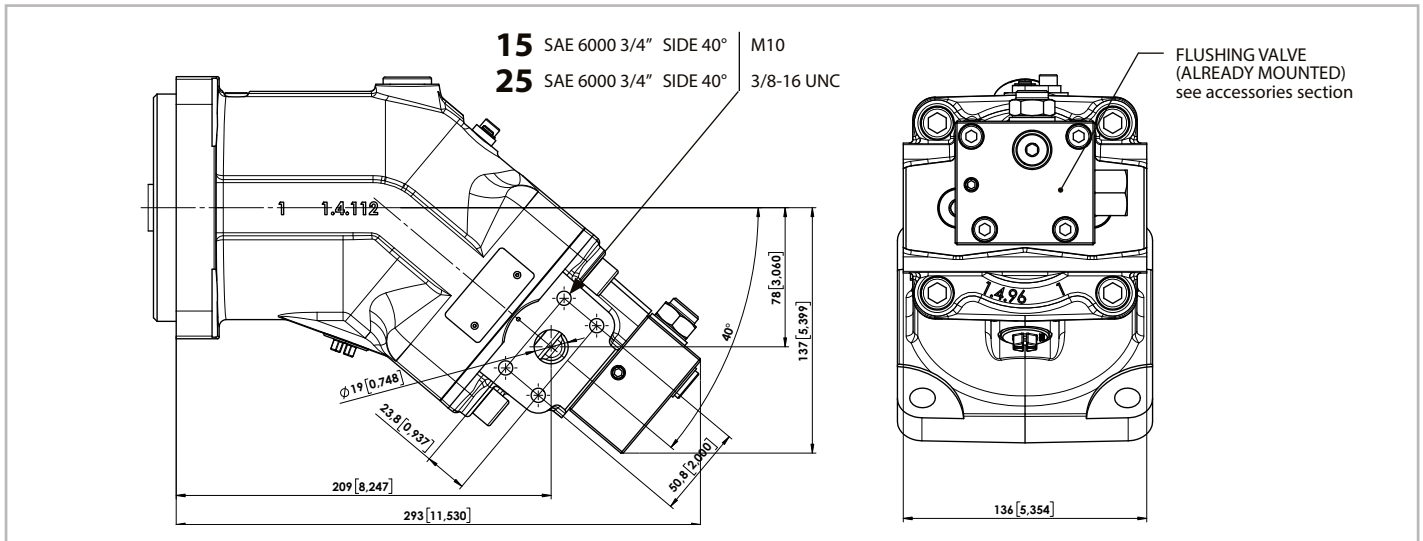 15 SAE 6000 3/4" SIDE 40° M10
25 SAE 6000 3/4" SIDE 40° 3/8-16 UNC
FLUSHING VALVE
(ALREADY MOUNTED)
see accessories section
1 1.4.112
78 [3,060]
40°
137 [5,399]
1.4.96 1
Ø 19 [0,748]
23,8 [0,937]
50,8 [2,000]
209 [8,247]
293 [11,530]
136 [5,354]